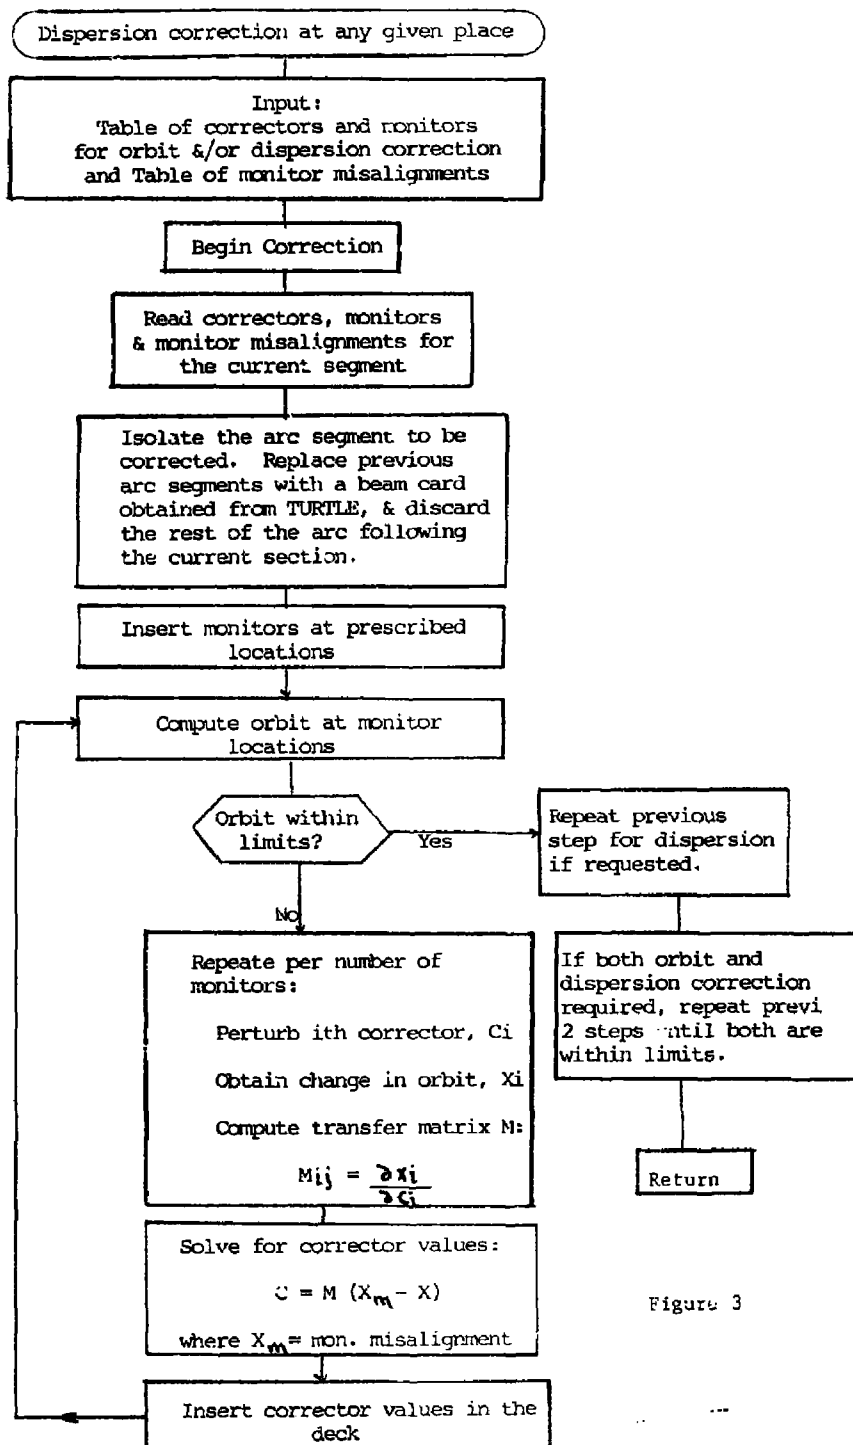 Dispersion correction at any given place
Input:
Table of correctors and monitors
for orbit &/or dispersion correction
and Table of monitor misalignments
Begin Correction
Read correctors, monitors
& monitor misalignments for
the current segment
Isolate the arc segment to be
corrected. Replace previous
arc segments with a beam card
obtained from TURTLE, & discard
the rest of the arc following
the current section.
Insert monitors at prescribed
locations
Compute orbit at monitor
locations
Orbit within
limits?
Yes
No
Repeat previous
step for dispersion
if requested.
If both orbit and
dispersion correction
required, repeat previ
2 steps until both are
within limits.
Return
Repeate per number of
monitors:
Perturb ith corrector, Ci
Obtain change in orbit, Xi
Compute transfer matrix M:
Mij = ∂Xi
∂Cj
Solve for corrector values:
C = M (Xm - X)
where Xm = mon. misalignment
Insert corrector values in the
deck
Figure 3